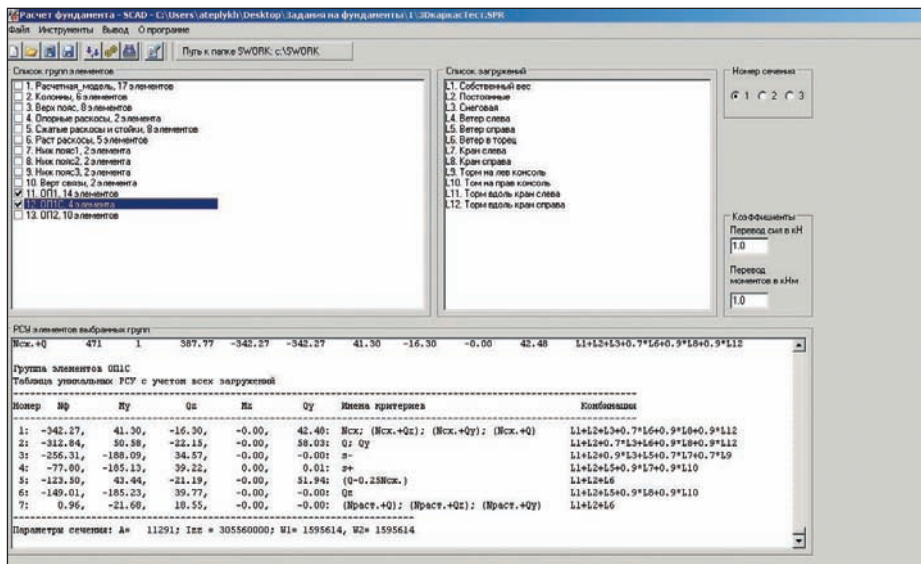 Расчет фундамента - SCAD - C:\Users\ateplykh\Desktop\Задания на фундаменты\1\3DкаркасТест.SPR
Файл Инструменты Вывод О программе
Путь к папке SWORK: c:\SWORK
Список групп элементов
1. Расчетная_модель, 17 элементов
2. Колонны, 6 элементов
3. Верх пояс, 8 элементов
4. Опорные раскосы, 2 элемента
5. Сжатые раскосы и стойки, 8 элементов
6. Раст раскосы, 5 элементов
7. Ниж пояс1, 2 элемента
8. Ниж пояс2, 2 элемента
9. Ниж пояс3, 2 элемента
10. Верт связи, 2 элемента
11. ОП1, 14 элементов
12. ОП1С, 4 элемента
13. ОП2, 10 элементов
Список загружений
L1. Собственный вес
L2. Постоянные
L3. Снеговая
L4. Ветер слева
L5. Ветер справа
L6. Ветер в торец
L7. Кран слева
L8. Кран справа
L9. Торм на лев консоль
L10. Том на прав консоль
L11. Торм вдоль кран слева
L12. Торм вдоль кран справа
Номер сечения
1 2 3
Коэффициенты
Перевод сил в кН
1.0
Перевод
моментов в кНм
1.0
РСУ элементов выбранных групп
Nсж.+Q 471 1 387.77 -342.27 -342.27 41.30 -16.30 -0.00 42.48 L1+L2+L3+0.7*L6+0.9*L8+0.9*L12
Группа элементов ОП1С
Таблица уникальных РСУ с учетом всех загружений
Номер Nф My Qz Mz Qy Имена критериев Комбинации
1: -342.27, 41.30, -16.30, -0.00, 42.48: Nсж; (Nсж.+Qz); (Nсж.+Qy); (Nсж.+Q) L1+L2+L3+0.7*L6+0.9*L8+0.9*L12
2: -312.84, 50.58, -22.15, -0.00, 58.03: Q; Qy L1+L2+0.7*L3+L6+0.9*L8+0.9*L12
3: -256.31, -188.09, 34.57, -0.00, -0.00: s- L1+L2+0.9*L3+L5+0.7*L7+0.7*L9
4: -77.80, -185.13, 39.22, 0.00, 0.01: s+ L1+L2+L5+0.9*L7+0.9*L10
5: -123.50, 43.44, -21.19, -0.00, 51.94: (Q-0.25Nсж.) L1+L2+L6
6: -149.01, -185.23, 39.77, -0.00, -0.00: Qz L1+L2+L5+0.9*L8+0.9*L10
7: 0.96, -21.68, 18.55, -0.00, -0.00: (Nраст.+Q); (Nраст.+Qz); (Nраст.+Qy) L1+L2+L6
Параметры сечения: A= 11291; Izz = 305560000; W1= 1595614, W2= 1595614